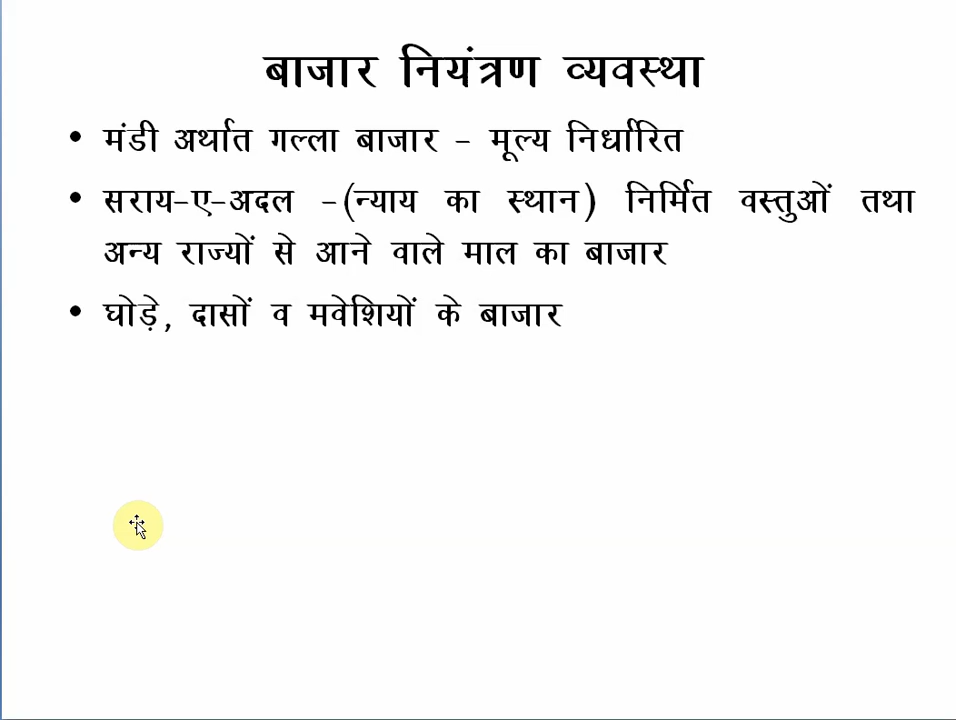 बाजार नियंत्रण व्यवस्था
• मंडी अर्थात गल्ला बाजार - मूल्य निर्धारित
• सराय-ए-अदल -(न्याय का स्थान) निर्मित वस्तुओं तथा
अन्य राज्यों से आने वाले माल का बाजार
• घोड़े, दासों व मवेशियों के बाजार